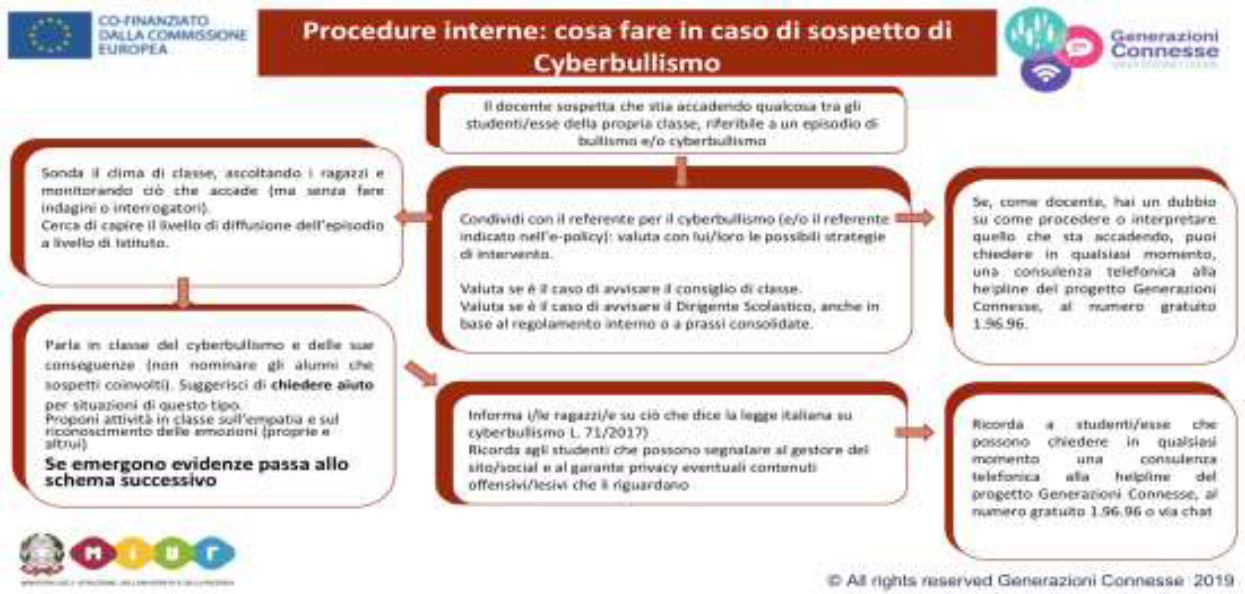 CO-FINANZIATO
DALLA COMMISSIONE
EUROPEA
Procedure interne: cosa fare in caso di sospetto di
Cyberbullismo
Generazioni
Connesse
Il docente sospetta che stia accadendo qualcosa tra gli
studenti/esse della propria classe, riferibile a un episodio di
bullismo e/o cyberbullismo
Sonda il clima di classe, ascoltando i ragazzi e
monitorando ciò che accade (ma senza fare
indagini o interrogatori).
Cerca di capire il livello di diffusione dell'episodio
a livello di Istituto.
Condividi con il referente per il cyberbullismo (e/o il referente
indicato nell'e-policy): valuta con lui/loro le possibili strategie
di intervento.
Valuta se è il caso di avvisare il consiglio di classe.
Valuta se è il caso di avvisare il Dirigente Scolastico, anche in
base al regolamento interno o a prassi consolidate.
Se, come docente, hai un dubbio
su come procedere o interpretare
quello che sta accadendo, puoi
chiedere in qualsiasi momento,
una consulenza telefonica alla
helpline del progetto Generazioni
Connesse, al numero gratuito
1.96.96.
Parla in classe del cyberbullismo e delle sue
conseguenze (non nominare gli alunni che
sospetti coinvolti). Suggerisci di chiedere aiuto
per situazioni di questo tipo.
Proponi attività in classe sull'empatia e sul
riconoscimento delle emozioni (proprie e
altrui)
Se emergono evidenze passa allo
schema successivo
Informa i/le ragazzi/e su ciò che dice la legge italiana su
cyberbullismo L. 71/2017)
Ricorda agli studenti che possono segnalare al gestore del
sito/social e al garante privacy eventuali contenuti
offensivi/lesivi che li riguardano
Ricorda a studenti/esse che
possono chiedere in qualsiasi
momento una consulenza
telefonica alla helpline del
progetto Generazioni Connesse, al
numero gratuito 1.96.96 o via chat
MIUR
© All rights reserved Generazioni Connesse 2019